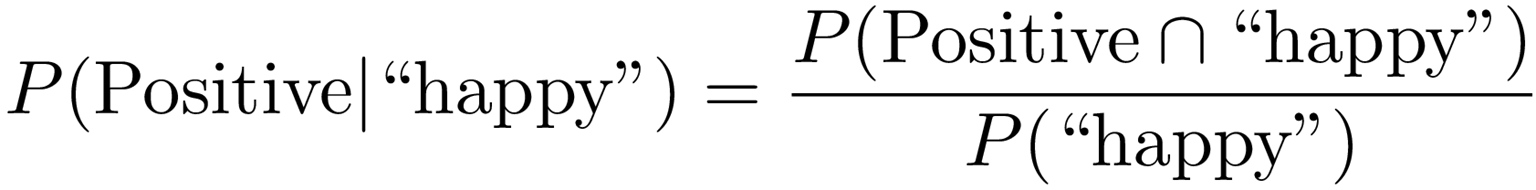 P(Positive| “happy” ) = P(Positive ∩ “happy” ) / P( “happy” )